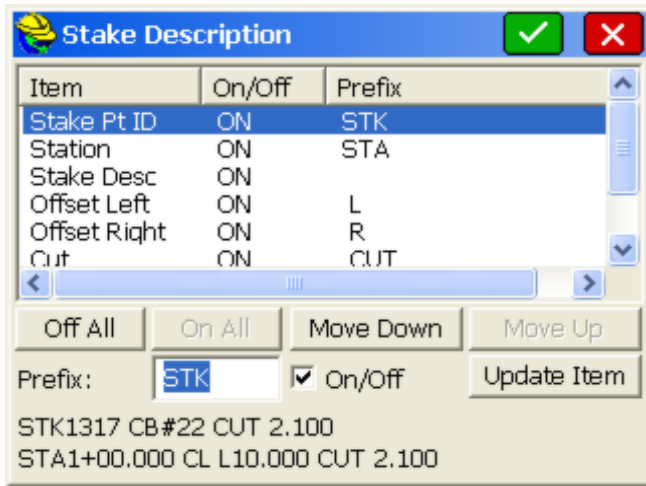 Stake Description
Item On/Off Prefix
Stake Pt ID ON STK
Station ON STA
Stake Desc ON
Offset Left ON L
Offset Right ON R
Cut ON CUT
Off All On All Move Down Move Up
Prefix: STK On/Off Update Item
STK1317 CB#22 CUT 2.100
STA1+00.000 CL L10.000 CUT 2.100